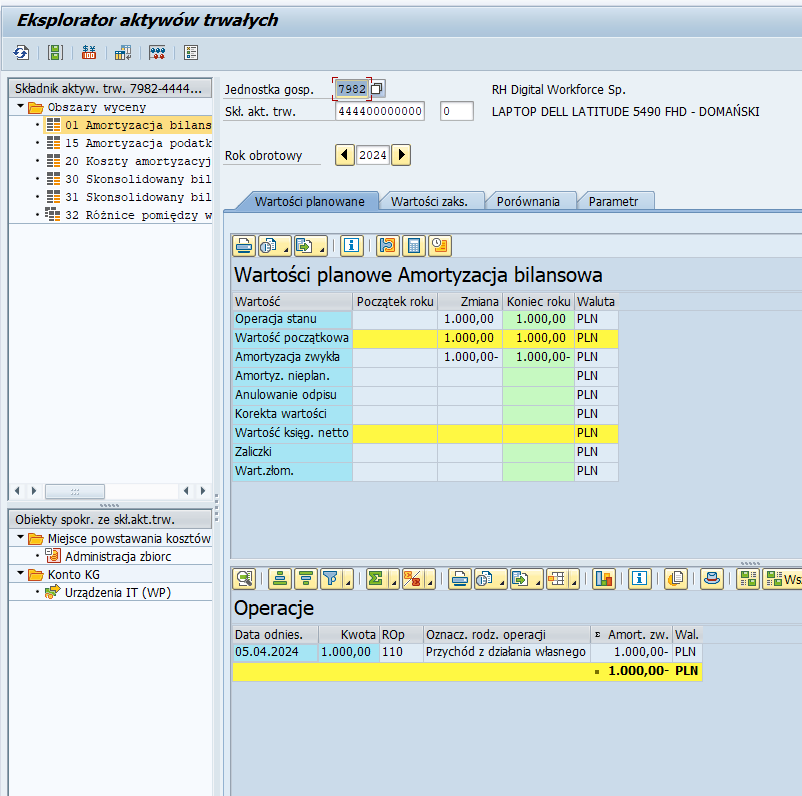 Eksplorator aktywów trwałych
Składnik aktyw. trw. 7982-4444...
Obszary wyceny
01 Amortyzacja bilans
15 Amortyzacja podatk
20 Koszty amortyzacyj
30 Skonsolidowany bil
31 Skonsolidowany bil
32 Różnice pomiędzy w
Obiekty spokr. ze skł.akt.trw.
Miejsce powstawania kosztów
Administracja zbiorc
Konto KG
Urządzenia IT (WP)
Jednostka gosp. 7982 RH Digital Workforce Sp.
Skł. akt. trw. 444400000000 0 LAPTOP DELL LATITUDE 5490 FHD - DOMAŃSKI
Rok obrotowy 2024
Wartości planowane Wartości zaks. Porównania Parametr
Wartości planowe Amortyzacja bilansowa
Wartość Początek roku Zmiana Koniec roku Waluta
Operacja stanu 1.000,00 1.000,00 PLN
Wartość początkowa 1.000,00 1.000,00 PLN
Amortyzacja zwykła 1.000,00- 1.000,00- PLN
Amortyz. nieplan. PLN
Anulowanie odpisu PLN
Korekta wartości PLN
Wartość księg. netto PLN
Zaliczki PLN
Wart.złom. PLN
Wsz
Operacje
Data odnies. Kwota ROp Oznacz. rodz. operacji Σ Amort. zw. Wal.
05.04.2024 1.000,00 110 Przychód z działania własnego 1.000,00- PLN
▪ 1.000,00- PLN